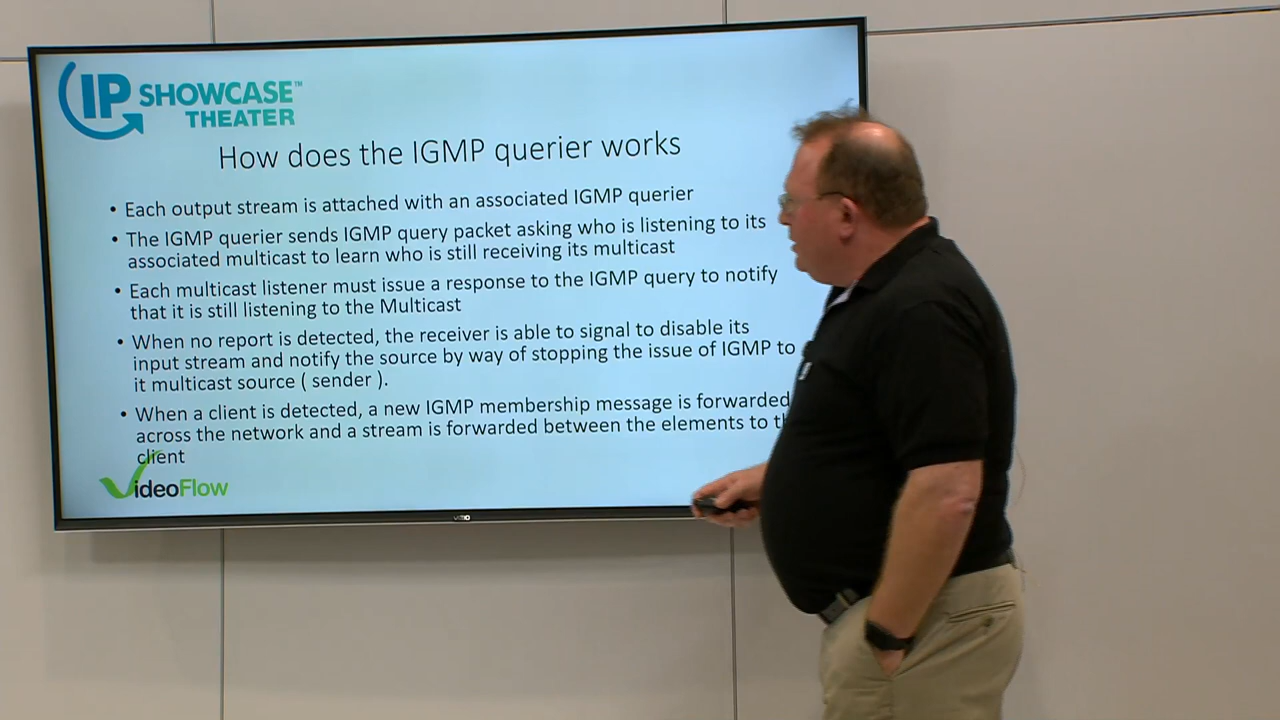 IP SHOWCASE™
THEATER
How does the IGMP querier works
• Each output stream is attached with an associated IGMP querier
• The IGMP querier sends IGMP query packet asking who is listening to its
associated multicast to learn who is still receiving its multicast
• Each multicast listener must issue a response to the IGMP query to notify
that it is still listening to the Multicast
• When no report is detected, the receiver is able to signal to disable its
input stream and notify the source by way of stopping the issue of IGMP to
it multicast source ( sender ).
• When a client is detected, a new IGMP membership message is forwarded
across the network and a stream is forwarded between the elements to
client
VideoFlow
VIZIO